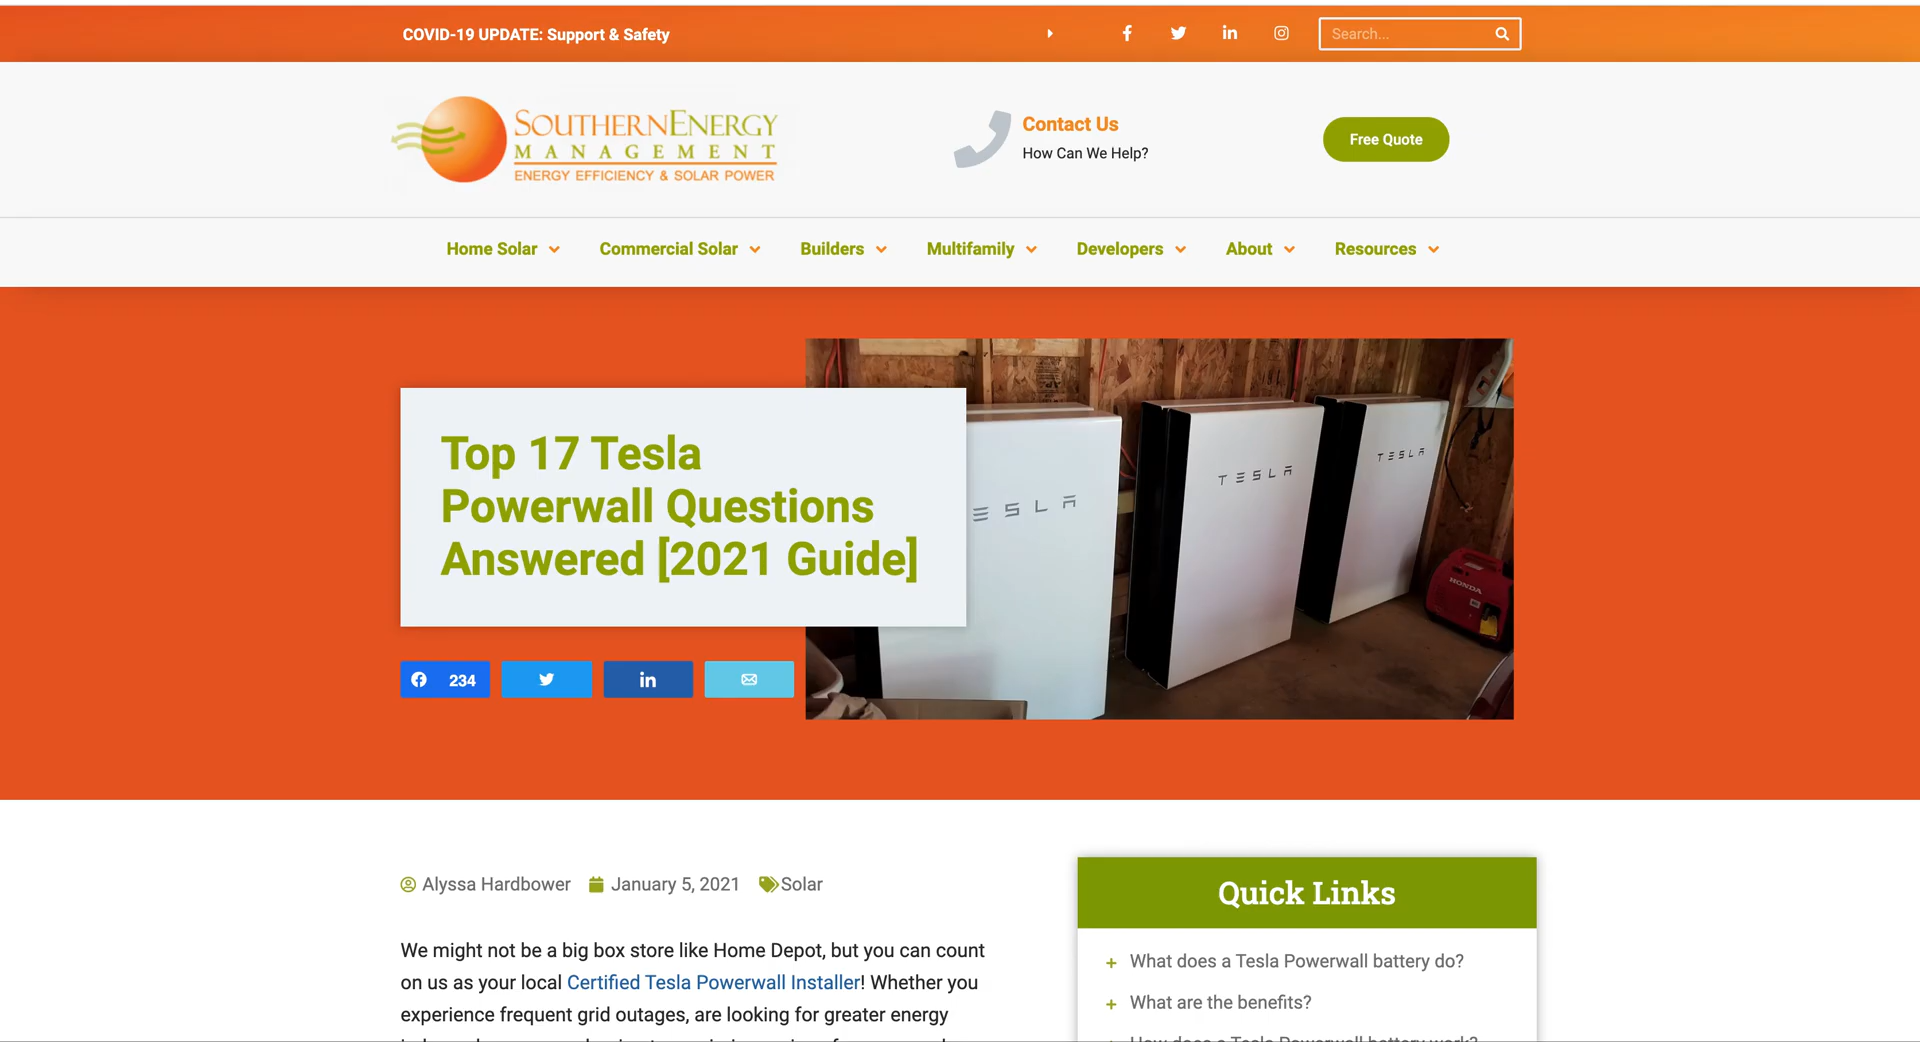 COVID-19 UPDATE: Support & Safety
Search...
SOUTHERNENERGY
MANAGEMENT
ENERGY EFFICIENCY & SOLAR POWER
Contact Us
How Can We Help?
Free Quote
Home Solar
Commercial Solar
Builders
Multifamily
Developers
About
Resources
Top 17 Tesla
Powerwall Questions
Answered [2021 Guide]
ESLA
TESLA
TESLA
HONDA
234
Alyssa Hardbower
January 5, 2021
Solar
We might not be a big box store like Home Depot, but you can count
on us as your local Certified Tesla Powerwall Installer! Whether you
experience frequent grid outages, are looking for greater energy
Quick Links
What does a Tesla Powerwall battery do?
What are the benefits?
How does a Tesla Powerwall battery work?